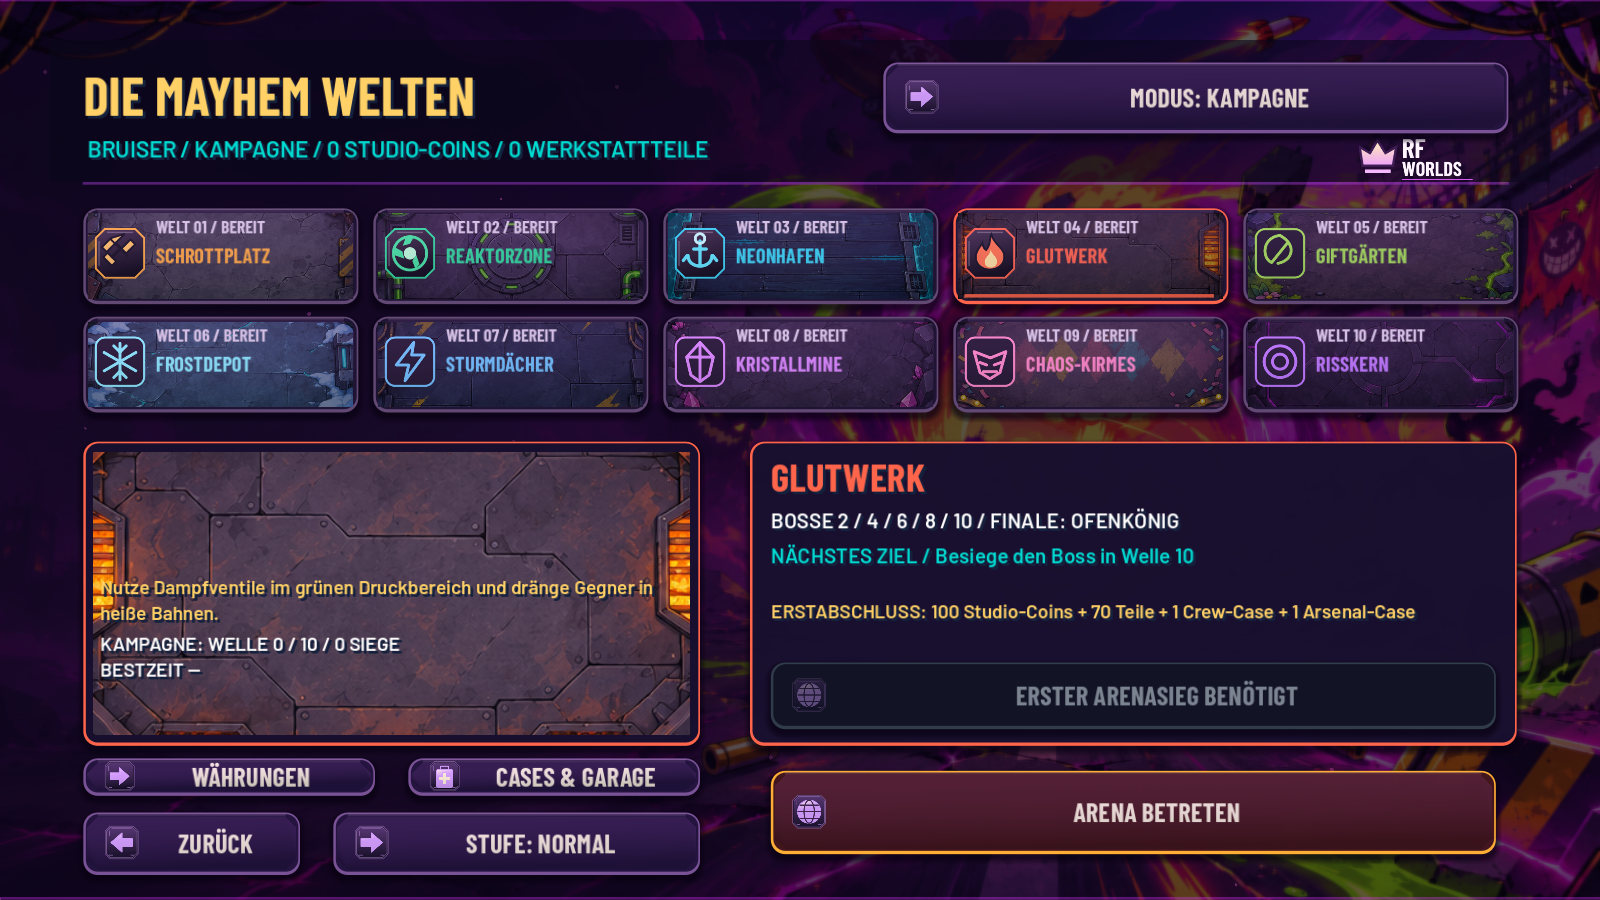 DIE MAYHEM WELTEN
MODUS: KAMPAGNE
BRUISER / KAMPAGNE / 0 STUDIO-COINS / 0 WERKSTATTTEILE
RF
WORLDS
WELT 01 / BEREIT
SCHROTTPLATZ
WELT 02 / BEREIT
REAKTORZONE
WELT 03 / BEREIT
NEONHAFEN
WELT 04 / BEREIT
GLUTWERK
WELT 05 / BEREIT
GIFTGÄRTEN
WELT 06 / BEREIT
FROSTDEPOT
WELT 07 / BEREIT
STURMDÄCHER
WELT 08 / BEREIT
KRISTALLMINE
WELT 09 / BEREIT
CHAOS-KIRMES
WELT 10 / BEREIT
RISSKERN
Nutze Dampfventile im grünen Druckbereich und dränge Gegner in
heiße Bahnen.
KAMPAGNE: WELLE 0 / 10 / 0 SIEGE
BESTZEIT –
GLUTWERK
BOSSE 2 / 4 / 6 / 8 / 10 / FINALE: OFENKÖNIG
NÄCHSTES ZIEL / Besiege den Boss in Welle 10
ERSTABSCHLUSS: 100 Studio-Coins + 70 Teile + 1 Crew-Case + 1 Arsenal-Case
ERSTER ARENASIEG BENÖTIGT
WÄHRUNGEN
CASES & GARAGE
ZURÜCK
STUFE: NORMAL
ARENA BETRETEN